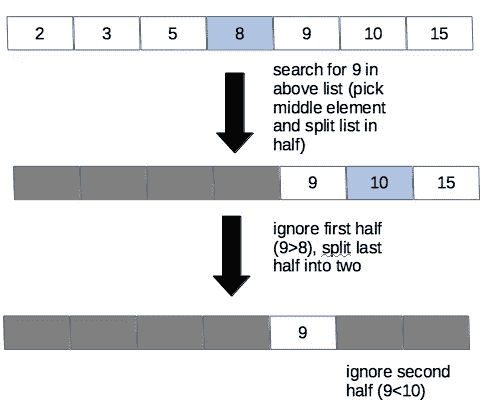 2 3 5 8 9 10 15
search for 9 in
above list (pick
middle element
and split list in
half)
9 10 15
ignore first half
(9>8), split last
half into two
9
ignore second
half (9<10)